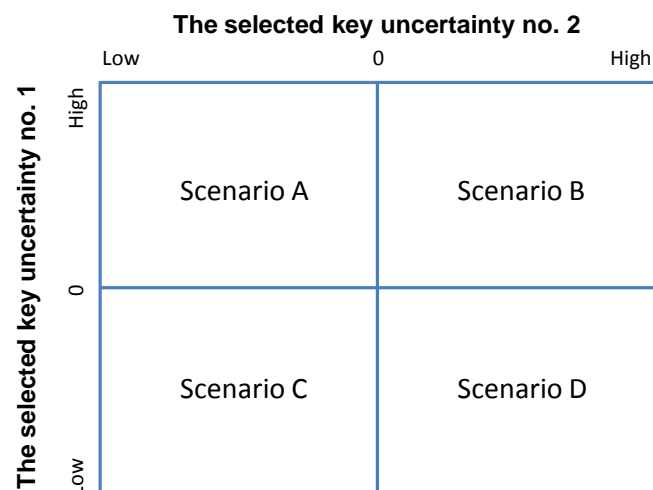 The selected key uncertainty no. 2
Low 0 High
The selected key uncertainty no. 1
High
Scenario A Scenario B
0
Scenario C Scenario D